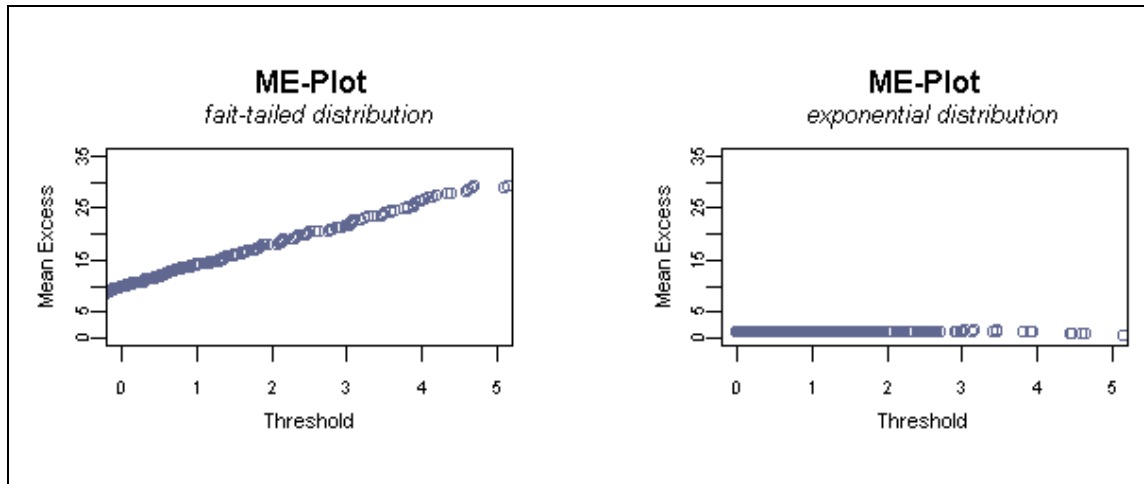 ME-Plot
fait-tailed distribution
Mean Excess
35
25
15
5
0
0 1 2 3 4 5
Threshold
ME-Plot
exponential distribution
Mean Excess
35
25
15
5
0
0 1 2 3 4 5
Threshold